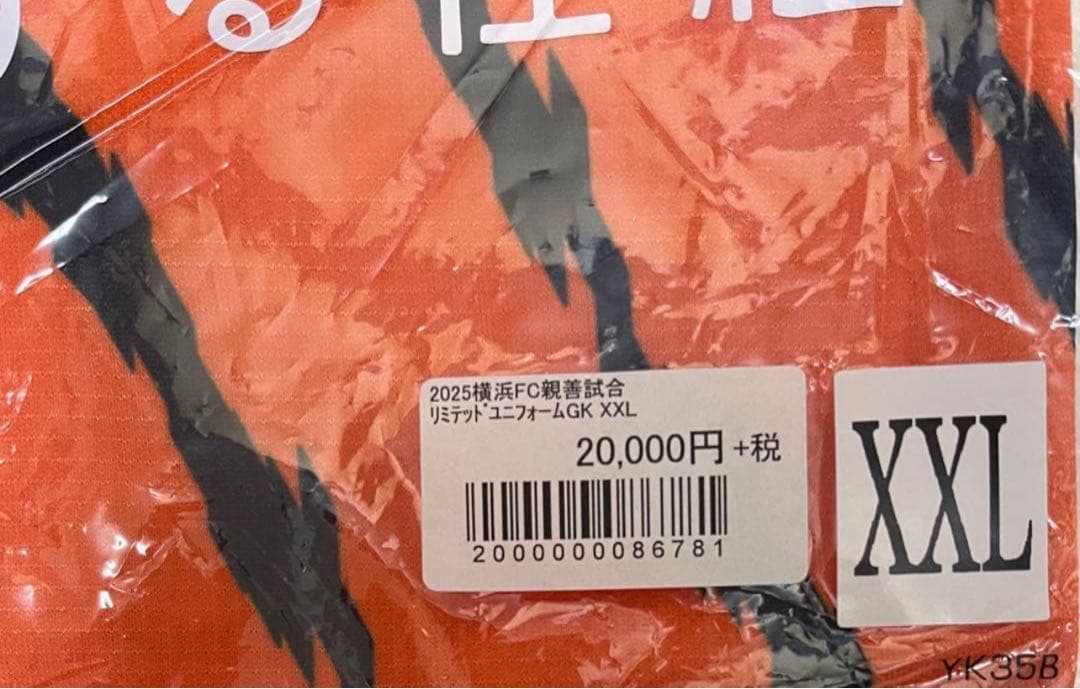 2025横浜FC親善試合
リミテッドユニフォームGK XXL
20,000円 +税
2000000086781
XXL
YK35B